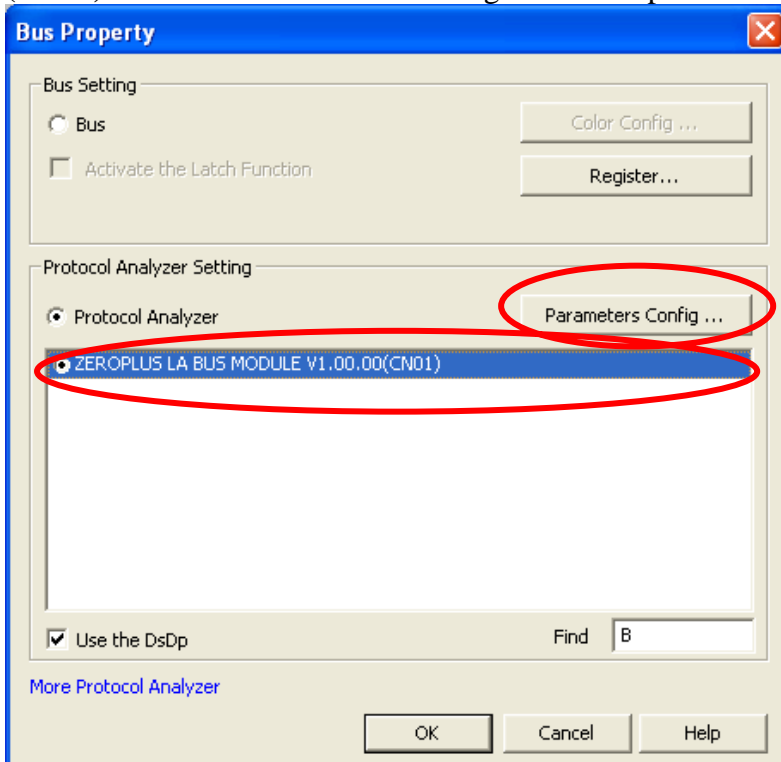 Bus Property
Bus Setting
Bus
Color Config ...
Activate the Latch Function
Register...
Protocol Analyzer Setting
Protocol Analyzer
Parameters Config ...
ZEROPLUS LA BUS MODULE V1.00.00(CN01)
Use the DsDp
Find
B
More Protocol Analyzer
OK
Cancel
Help